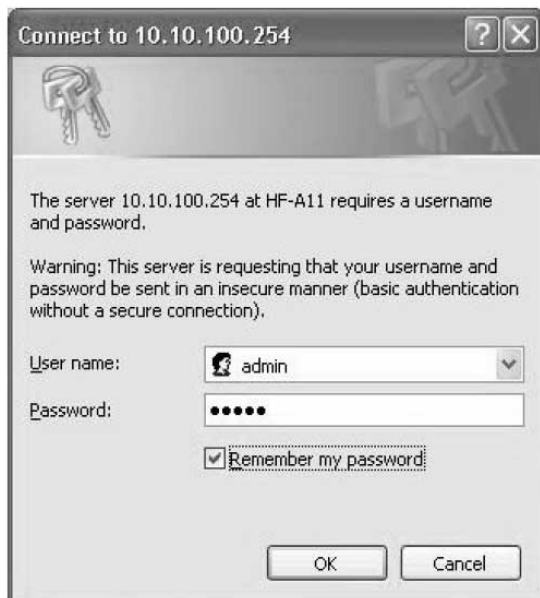 Connect to 10.10.100.254
The server 10.10.100.254 at HF-A11 requires a username
and password.
Warning: This server is requesting that your username and
password be sent in an insecure manner (basic authentication
without a secure connection).
User name:
admin
Password:
•••••
Remember my password
OK
Cancel